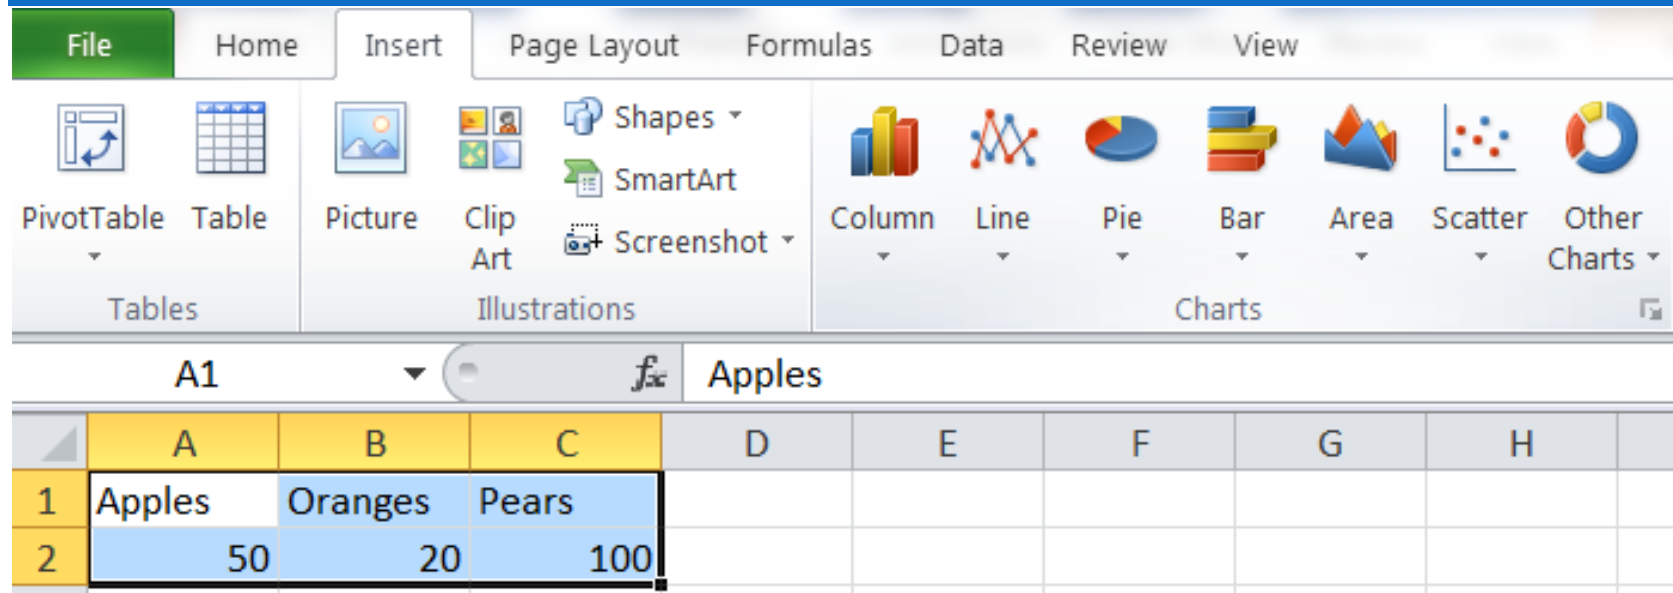 File Home Insert Page Layout Formulas Data Review View
PivotTable Table Picture Clip Art Shapes SmartArt Screenshot Column Line Pie Bar Area Scatter Other Charts
Tables Illustrations Charts
A1 fx Apples
A B C D E F G H
1 Apples Oranges Pears
2 50 20 100